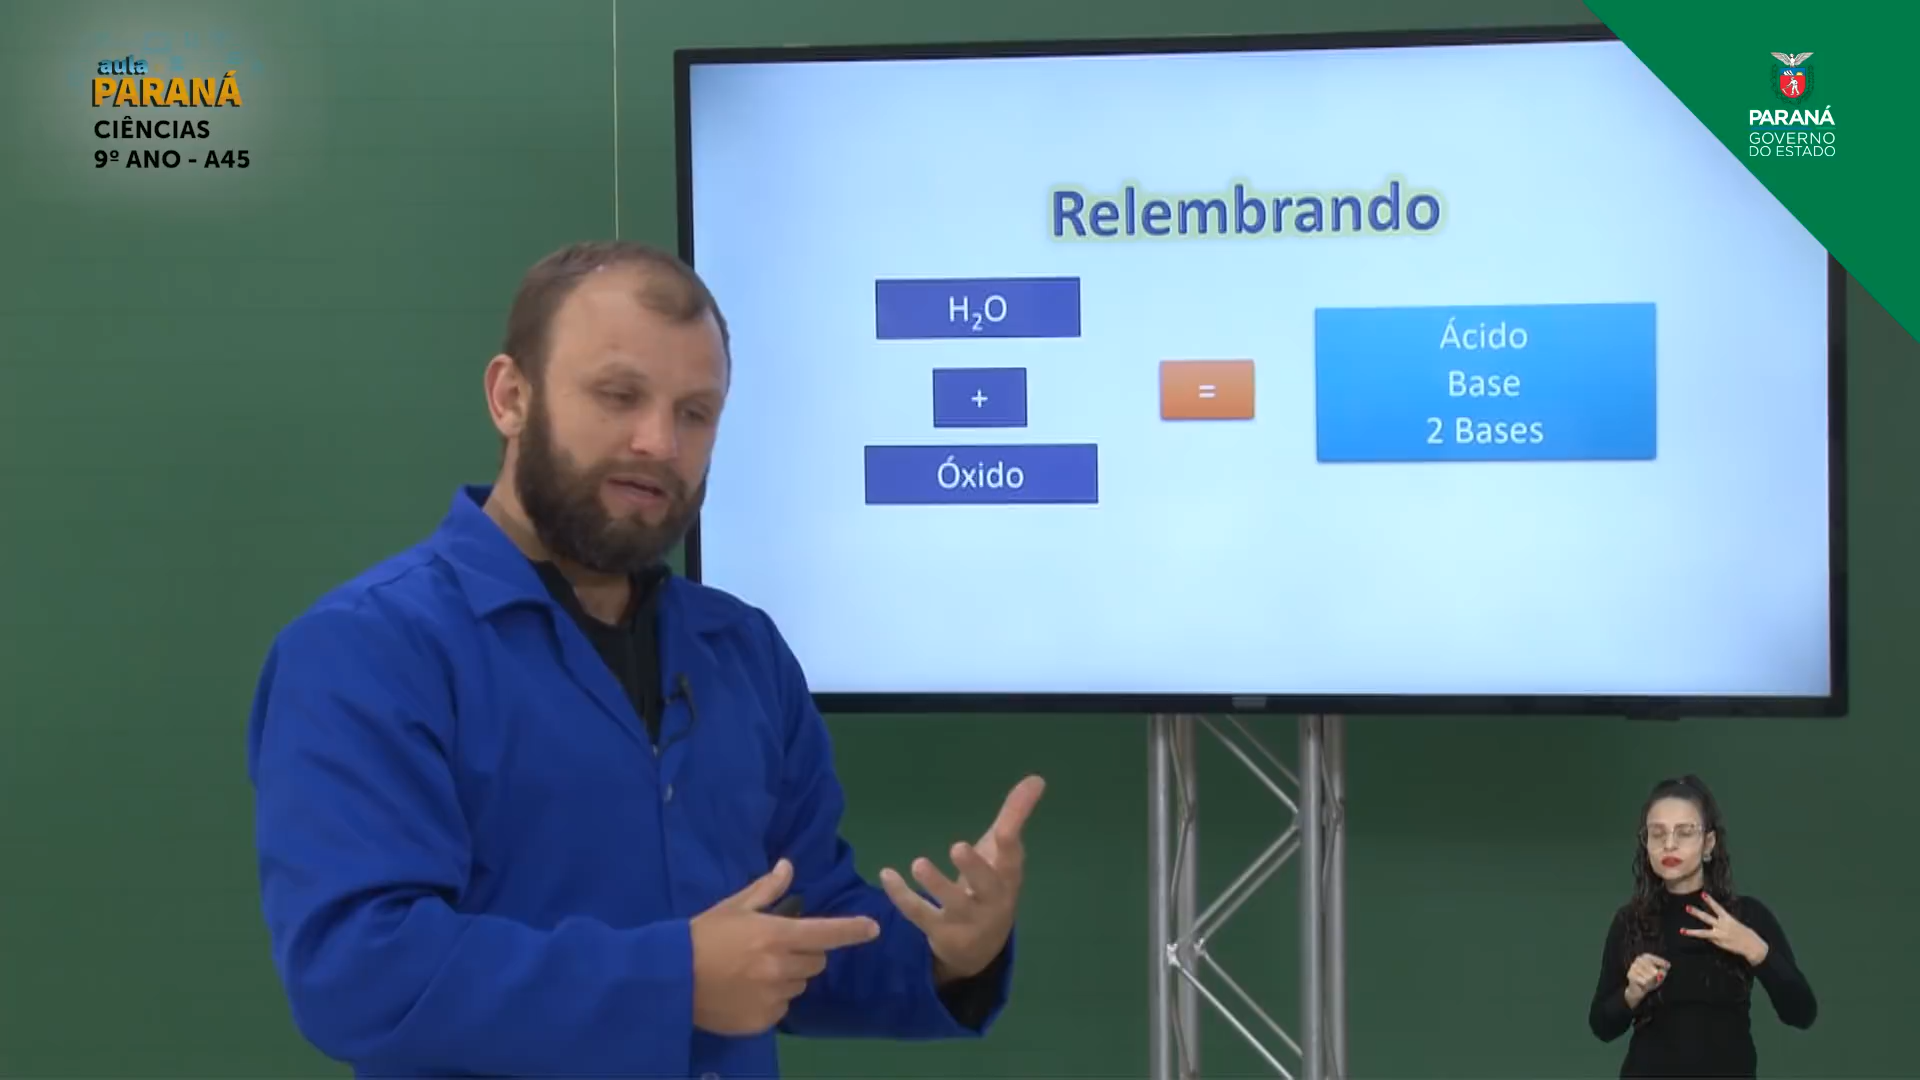 aula
PARANÁ
CIÊNCIAS
9º ANO - A45
PARANÁ
GOVERNO
DO ESTADO
Relembrando
H₂O
+
Óxido
=
Ácido
Base
2 Bases